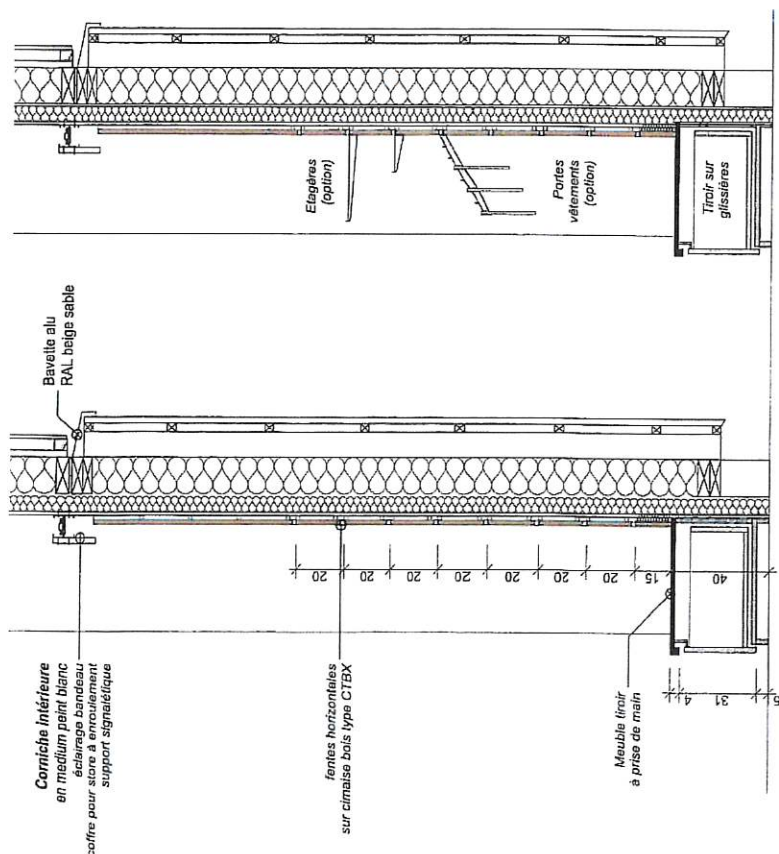 Etagères
(option)
Portes
vêtements
(option)
Tiroir sur
glissières
Bavette alu
RAL beige sable
Corniche intérieure
en medium peint blanc
éclairage bandeau
coffre pour store à enroulement
support signalétique
fentes horizontales
sur cimaise bois type CTBX
Meuble tiroir
à prise de main
20
20
20
20
20
20
20
15
40
4
31
5